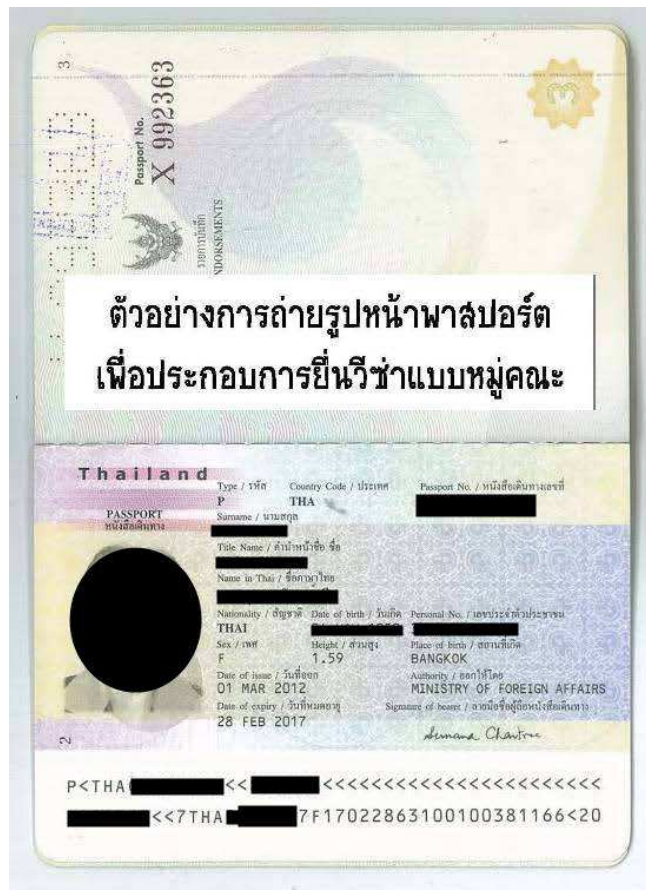 3
Passport No.
X 992363
รายการบันทึก
ENDORSEMENTS
ตัวอย่างการถ่ายรูปหน้าพาสปอร์ต
เพื่อประกอบการยื่นวีซ่าแบบหมู่คณะ
Thailand
Type / รหัส Country Code / ประเทศ Passport No. / หนังสือเดินทางเลขที่
P THA
PASSPORT
หนังสือเดินทาง
Surname / นามสกุล
Title Name / คำนำหน้าชื่อ ชื่อ
Name in Thai / ชื่อภาษาไทย
Nationality / สัญชาติ Date of birth / วันเกิด Personal No. / เลขประจำตัวประชาชน
THAI
Sex / เพศ Height / ส่วนสูง Place of birth / สถานที่เกิด
F 1.59 BANGKOK
Date of issue / วันที่ออก Authority / ออกให้โดย
01 MAR 2012 MINISTRY OF FOREIGN AFFAIRS
Date of expiry / วันที่หมดอายุ Signature of bearer / ลายมือชื่อผู้ถือหนังสือเดินทาง
28 FEB 2017
2
P<THA << <<<<<<<<<<<<<<<<<<<<<<<
<<7THA 7F17022863100100381166<20